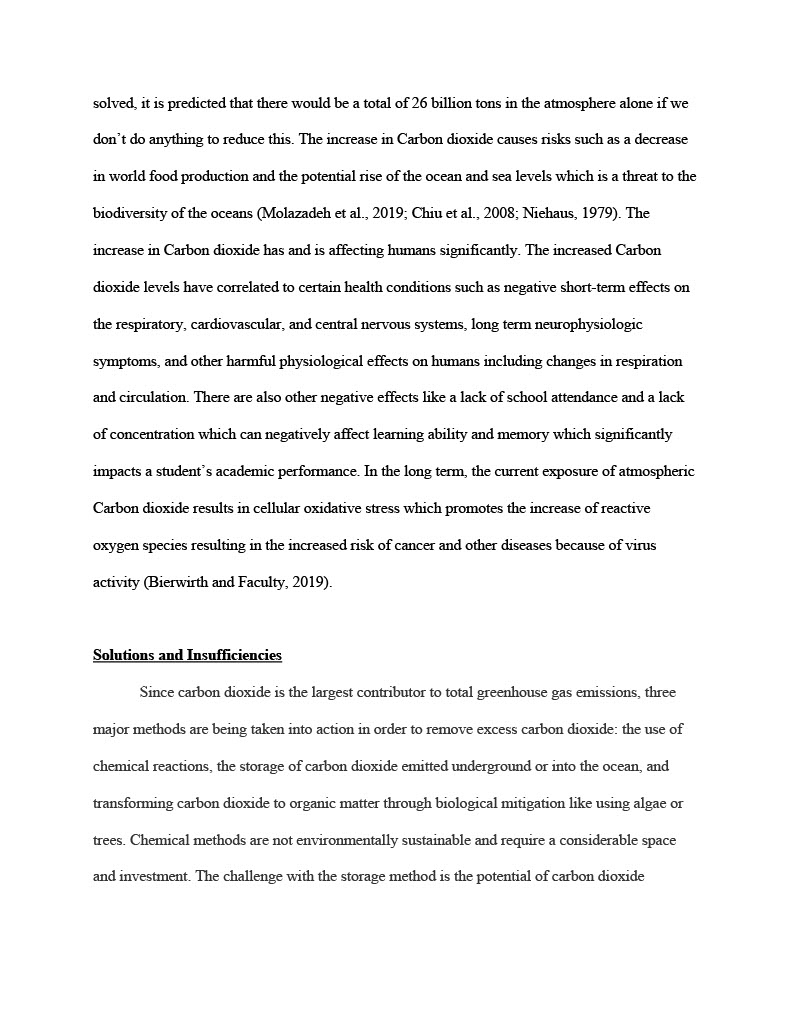 solved, it is predicted that there would be a total of 26 billion tons in the atmosphere alone if we
don’t do anything to reduce this. The increase in Carbon dioxide causes risks such as a decrease
in world food production and the potential rise of the ocean and sea levels which is a threat to the
biodiversity of the oceans (Molazadeh et al., 2019; Chiu et al., 2008; Niehaus, 1979). The
increase in Carbon dioxide has and is affecting humans significantly. The increased Carbon
dioxide levels have correlated to certain health conditions such as negative short-term effects on
the respiratory, cardiovascular, and central nervous systems, long term neurophysiologic
symptoms, and other harmful physiological effects on humans including changes in respiration
and circulation. There are also other negative effects like a lack of school attendance and a lack
of concentration which can negatively affect learning ability and memory which significantly
impacts a student’s academic performance. In the long term, the current exposure of atmospheric
Carbon dioxide results in cellular oxidative stress which promotes the increase of reactive
oxygen species resulting in the increased risk of cancer and other diseases because of virus
activity (Bierwirth and Faculty, 2019).
Solutions and Insufficiencies
Since carbon dioxide is the largest contributor to total greenhouse gas emissions, three
major methods are being taken into action in order to remove excess carbon dioxide: the use of
chemical reactions, the storage of carbon dioxide emitted underground or into the ocean, and
transforming carbon dioxide to organic matter through biological mitigation like using algae or
trees. Chemical methods are not environmentally sustainable and require a considerable space
and investment. The challenge with the storage method is the potential of carbon dioxide